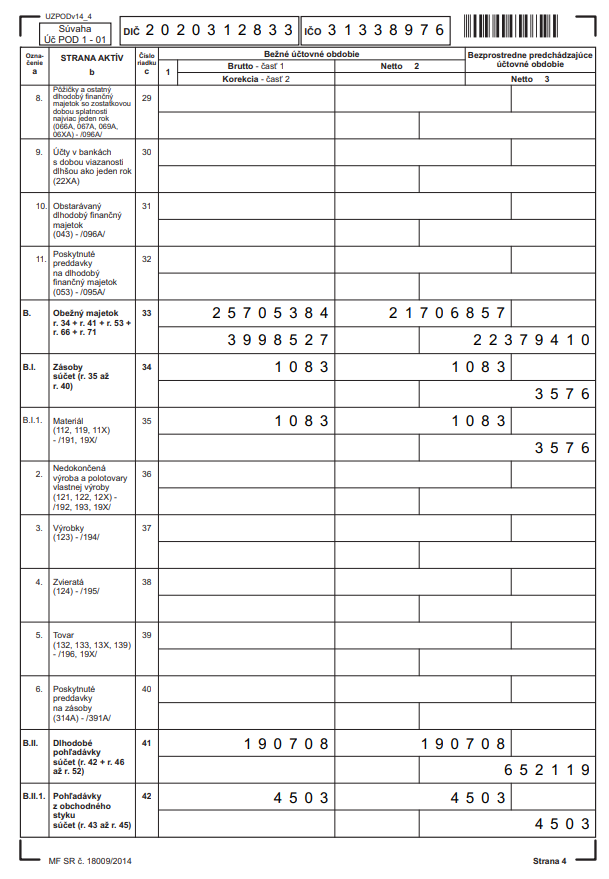 UZPODv14_4
Súvaha
Úč POD 1 - 01
DIČ 2020312833 IČO 31338976
Ozna-
čenie
a
STRANA AKTÍV
b
Číslo
riadku
c
1
Bežné účtovné obdobie
Brutto - časť 1
Korekcia - časť 2
Netto 2
Bezprostredne predchádzajúce
účtovné obdobie
Netto 3
8. Pôžičky a ostatný 29
dlhodobý finančný
majetok so zostatkovou
dobou splatnosti
najviac jeden rok
(066A, 067A, 069A,
06XA) - /096A/
9. Účty v bankách 30
s dobou viazanosti
dlhšou ako jeden rok
(22XA)
10. Obstarávaný 31
dlhodobý finančný
majetok
(043) - /096A/
11. Poskytnuté 32
preddavky
na dlhodobý
finančný majetok
(053) - /095A/
B. Obežný majetok 33 25705384 21706857
r. 34 + r. 41 + r. 53 +
r. 66 + r. 71
3998527 22379410
B.I. Zásoby 34 1083 1083
súčet (r. 35 až
r. 40)
3576
B.I.1. Materiál 35 1083 1083
(112, 119, 11X)
- /191, 19X/
3576
2. Nedokončená 36
výroba a polotovary
vlastnej výroby
(121, 122, 12X) -
/192, 193, 19X/
3. Výrobky 37
(123) - /194/
4. Zvieratá 38
(124) - /195/
5. Tovar 39
(132, 133, 13X, 139)
- /196, 19X/
6. Poskytnuté 40
preddavky
na zásoby
(314A) - /391A/
B.II. Dlhodobé 41 190708 190708
pohľadávky
súčet (r. 42 + r. 46
až r. 52)
652119
B.II.1. Pohľadávky 42 4503 4503
z obchodného
styku
súčet (r. 43 až r. 45)
4503
MF SR č. 18009/2014 Strana 4